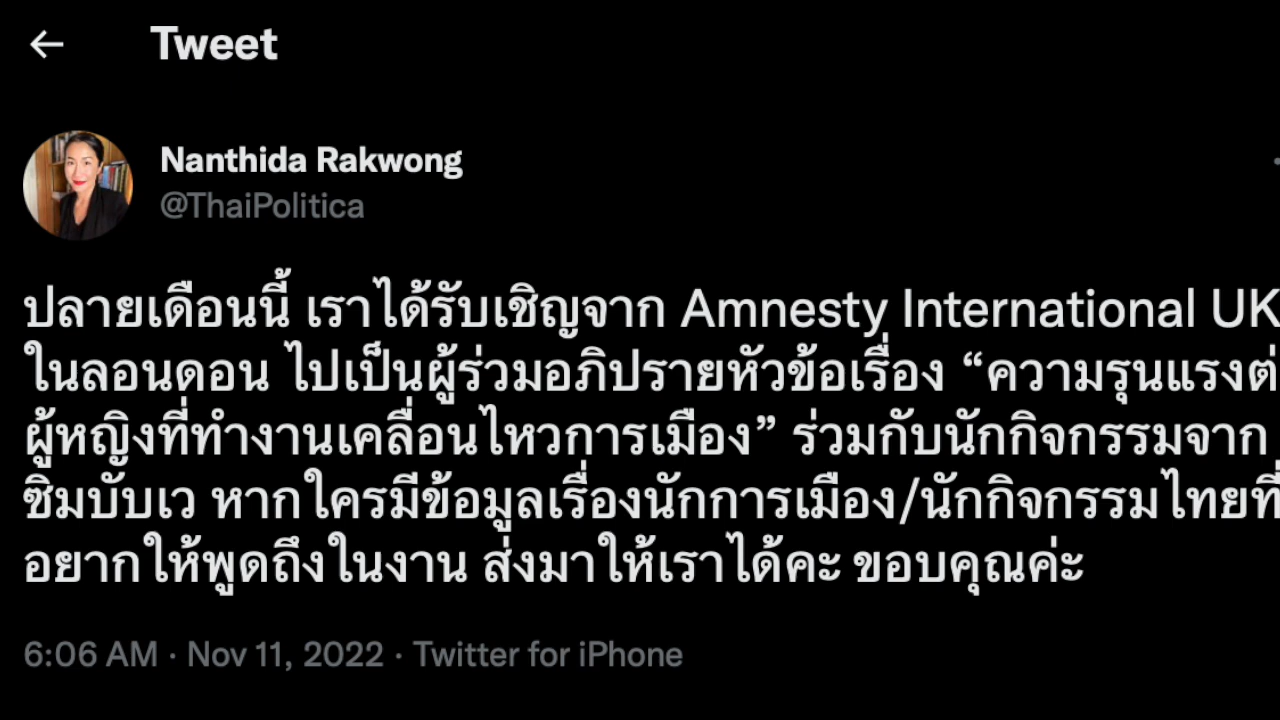 Tweet
Nanthida Rakwong
@ThaiPolitica
ปลายเดือนนี้ เราได้รับเชิญจาก Amnesty International UK
ในลอนดอน ไปเป็นผู้ร่วมอภิปรายหัวข้อเรื่อง “ความรุนแรงต่
ผู้หญิงที่ทำงานเคลื่อนไหวการเมือง” ร่วมกับนักกิจกรรมจาก
ซิมบับเว หากใครมีข้อมูลเรื่องนักการเมือง/นักกิจกรรมไทยที่
อยากให้พูดถึงในงาน ส่งมาให้เราได้คะ ขอบคุณค่ะ
6:06 AM · Nov 11, 2022 · Twitter for iPhone